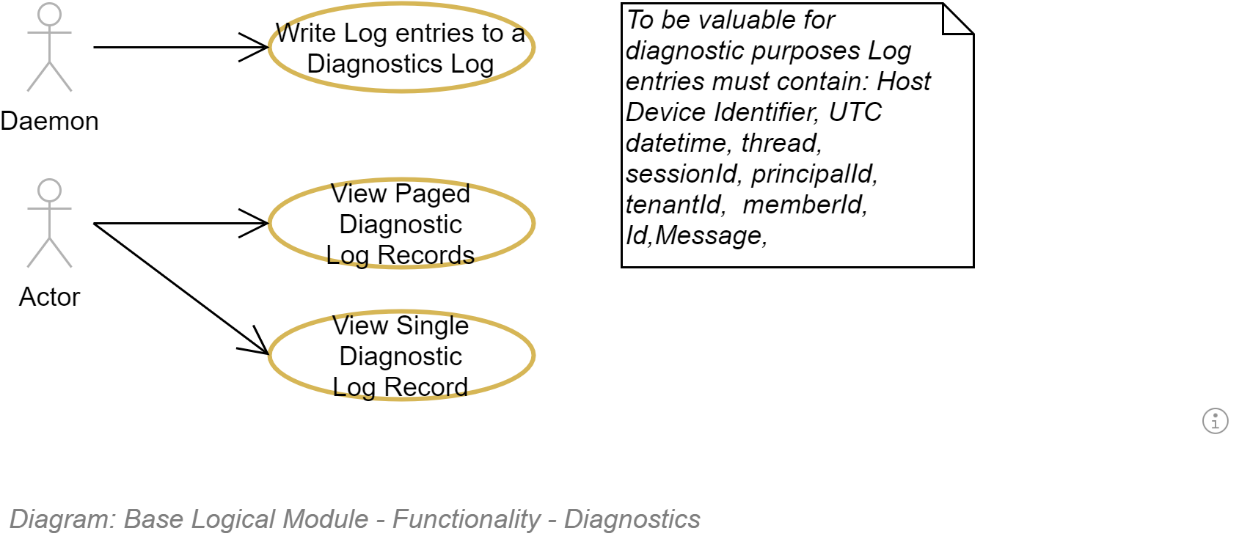 Write Log entries to a
Diagnostics Log
Daemon
View Paged
Diagnostic
Log Records
Actor
View Single
Diagnostic
Log Record
To be valuable for
diagnostic purposes Log
entries must contain: Host
Device Identifier, UTC
datetime, thread,
sessionId, principalId,
tenantId,  memberId,
Id,Message,
Diagram: Base Logical Module - Functionality - Diagnostics